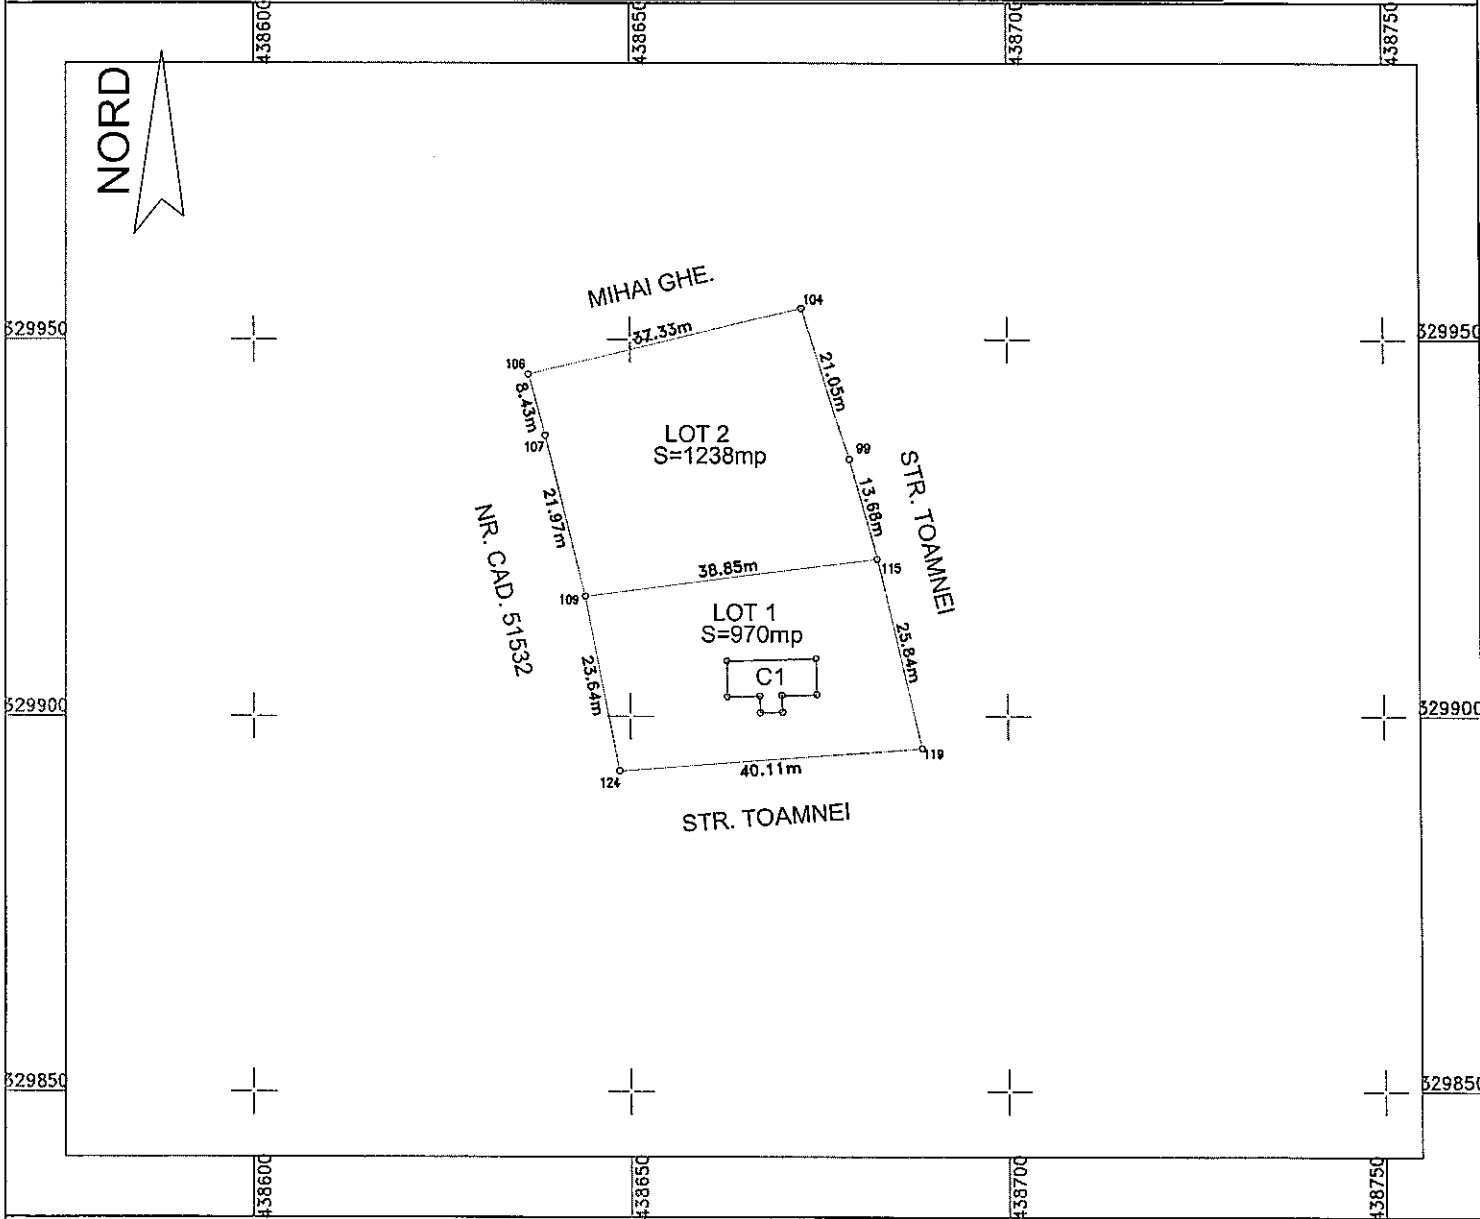 438600
438650
438700
438750
NORD
MIHAI GHE.
104
329950
37.33m
329950
106
21.05m
8.43m
LOT 2
S=1238mp
107
99
STR. TOAMNEI
13.68m
21.97m
NR. CAD. 51532
38.85m
115
109
LOT 1
S=970mp
25.84m
23.64m
C1
329900
329900
119
124
40.11m
STR. TOAMNEI
329850
329850
438600
438650
438700
438750